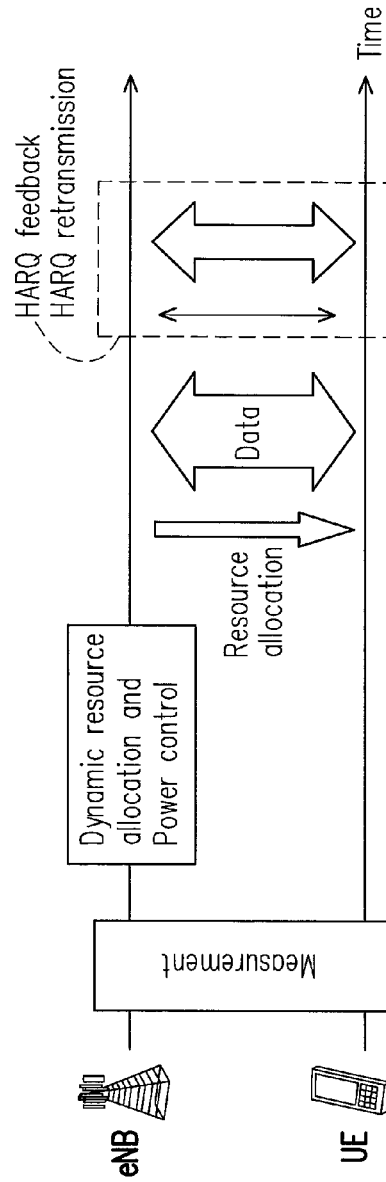 HARQ feedback
HARQ retransmission
eNB
Measurement
Dynamic resource
allocation and
Power control
Resource
allocation
Data
UE
Time